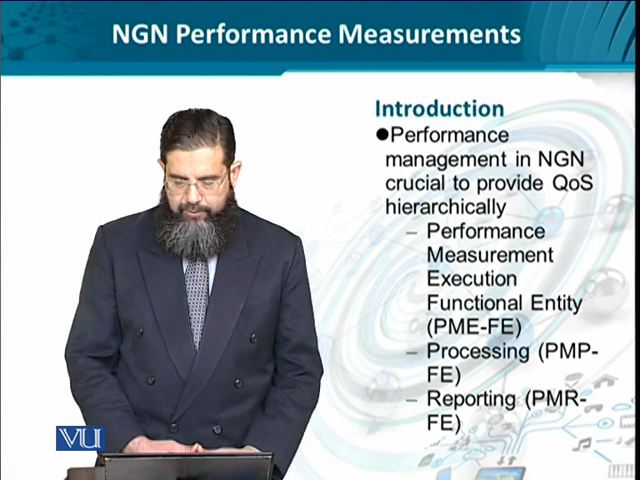 NGN Performance Measurements
Introduction
●Performance
management in NGN
crucial to provide QoS
hierarchically
– Performance
Measurement
Execution
Functional Entity
(PME-FE)
– Processing (PMP-
FE)
– Reporting (PMR-
FE)
VU